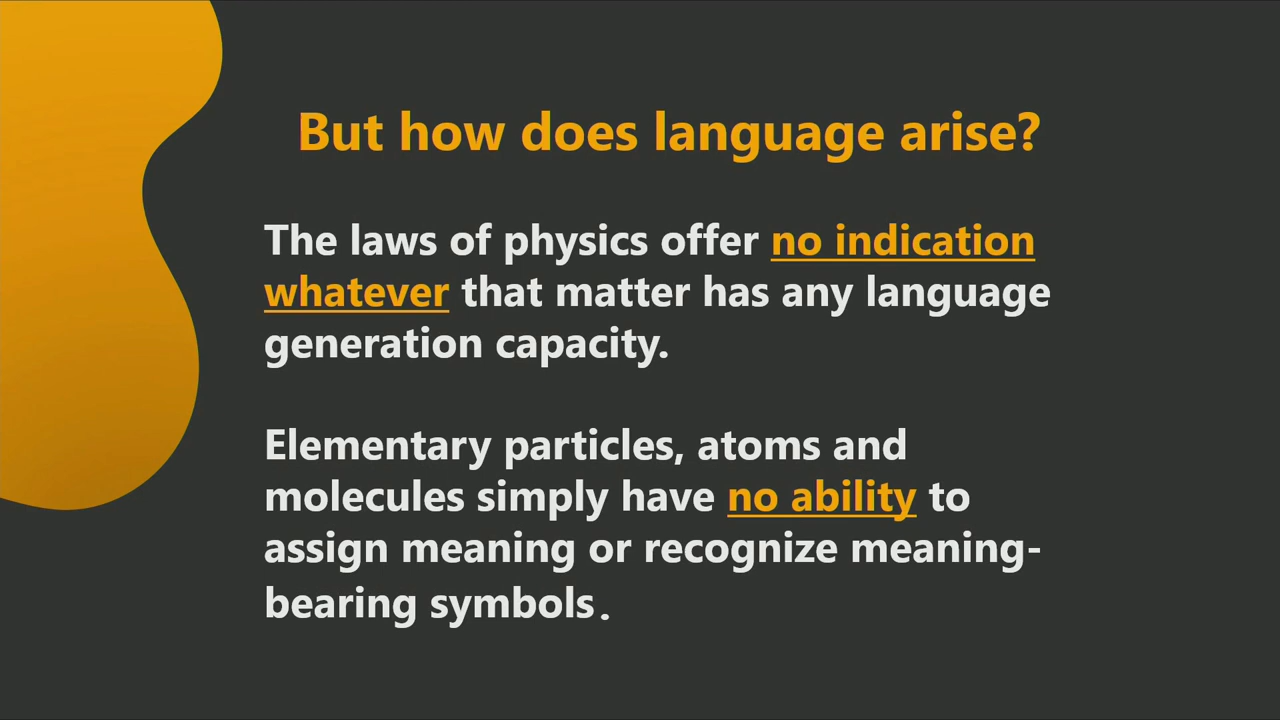 But how does language arise?
The laws of physics offer no indication
whatever that matter has any language
generation capacity.
Elementary particles, atoms and
molecules simply have no ability to
assign meaning or recognize meaning-
bearing symbols.